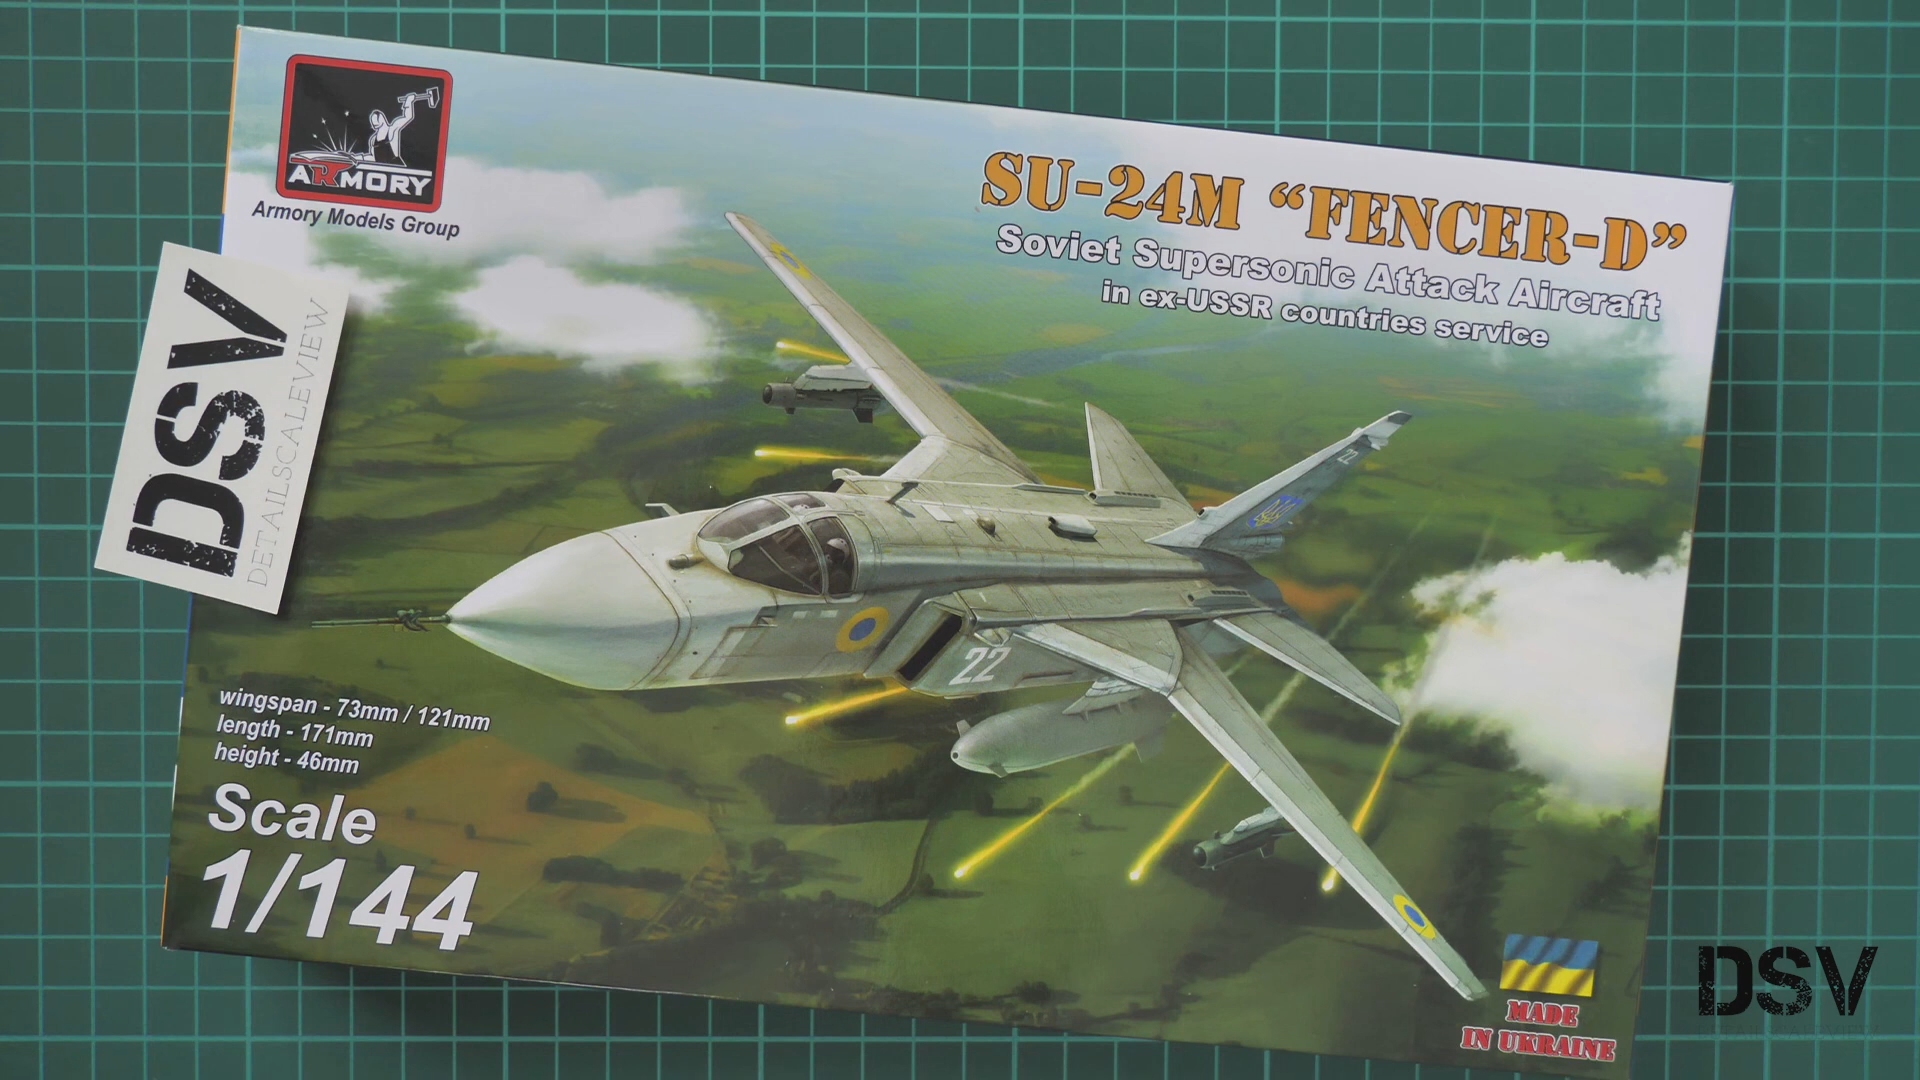 ARMORY
Armory Models Group
SU-24M “FENCER-D”
Soviet Supersonic Attack Aircraft
in ex-USSR countries service
DSV
DETAILSCALEVIEW
22
22
wingspan - 73mm / 121mm
length - 171mm
height - 46mm
Scale
1/144
MADE
IN UKRAINE
DSV